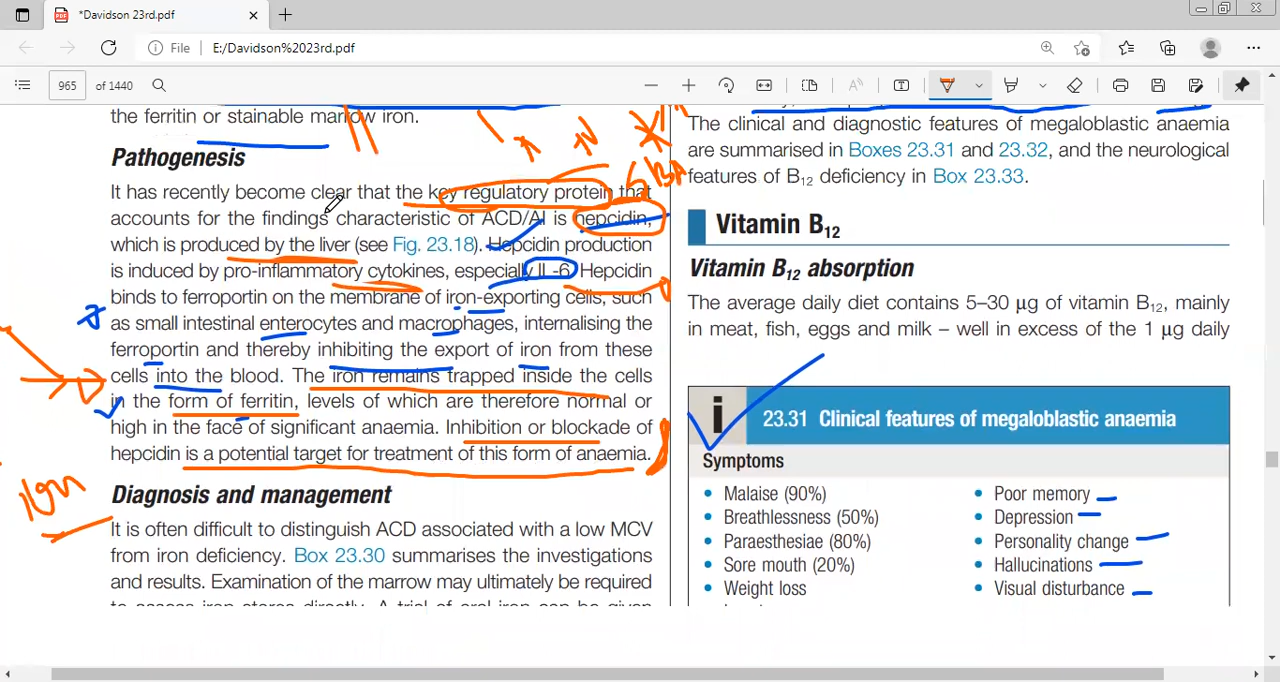 *Davidson 23rd.pdf
File
E:/Davidson%2023rd.pdf
965 of 1440
the ferritin or stainable marrow iron.
Pathogenesis
It has recently become clear that the key regulatory protein that
accounts for the findings characteristic of ACD/AI is hepcidin,
which is produced by the liver (see Fig. 23.18). Hepcidin production
is induced by pro-inflammatory cytokines, especially IL-6. Hepcidin
binds to ferroportin on the membrane of iron-exporting cells, such
as small intestinal enterocytes and macrophages, internalising the
ferroportin and thereby inhibiting the export of iron from these
cells into the blood. The iron remains trapped inside the cells
in the form of ferritin, levels of which are therefore normal or
high in the face of significant anaemia. Inhibition or blockade of
hepcidin is a potential target for treatment of this form of anaemia.
Diagnosis and management
It is often difficult to distinguish ACD associated with a low MCV
from iron deficiency. Box 23.30 summarises the investigations
and results. Examination of the marrow may ultimately be required
to assess iron stores directly. A trial of oral iron can be given
SBA
The clinical and diagnostic features of megaloblastic anaemia
are summarised in Boxes 23.31 and 23.32, and the neurological
features of B12 deficiency in Box 23.33.
Vitamin B12
Vitamin B12 absorption
The average daily diet contains 5–30 μg of vitamin B12, mainly
in meat, fish, eggs and milk – well in excess of the 1 μg daily
i 23.31 Clinical features of megaloblastic anaemia
Symptoms
• Malaise (90%)
• Breathlessness (50%)
• Paraesthesiae (80%)
• Sore mouth (20%)
• Weight loss
• Poor memory
• Depression
• Personality change
• Hallucinations
• Visual disturbance